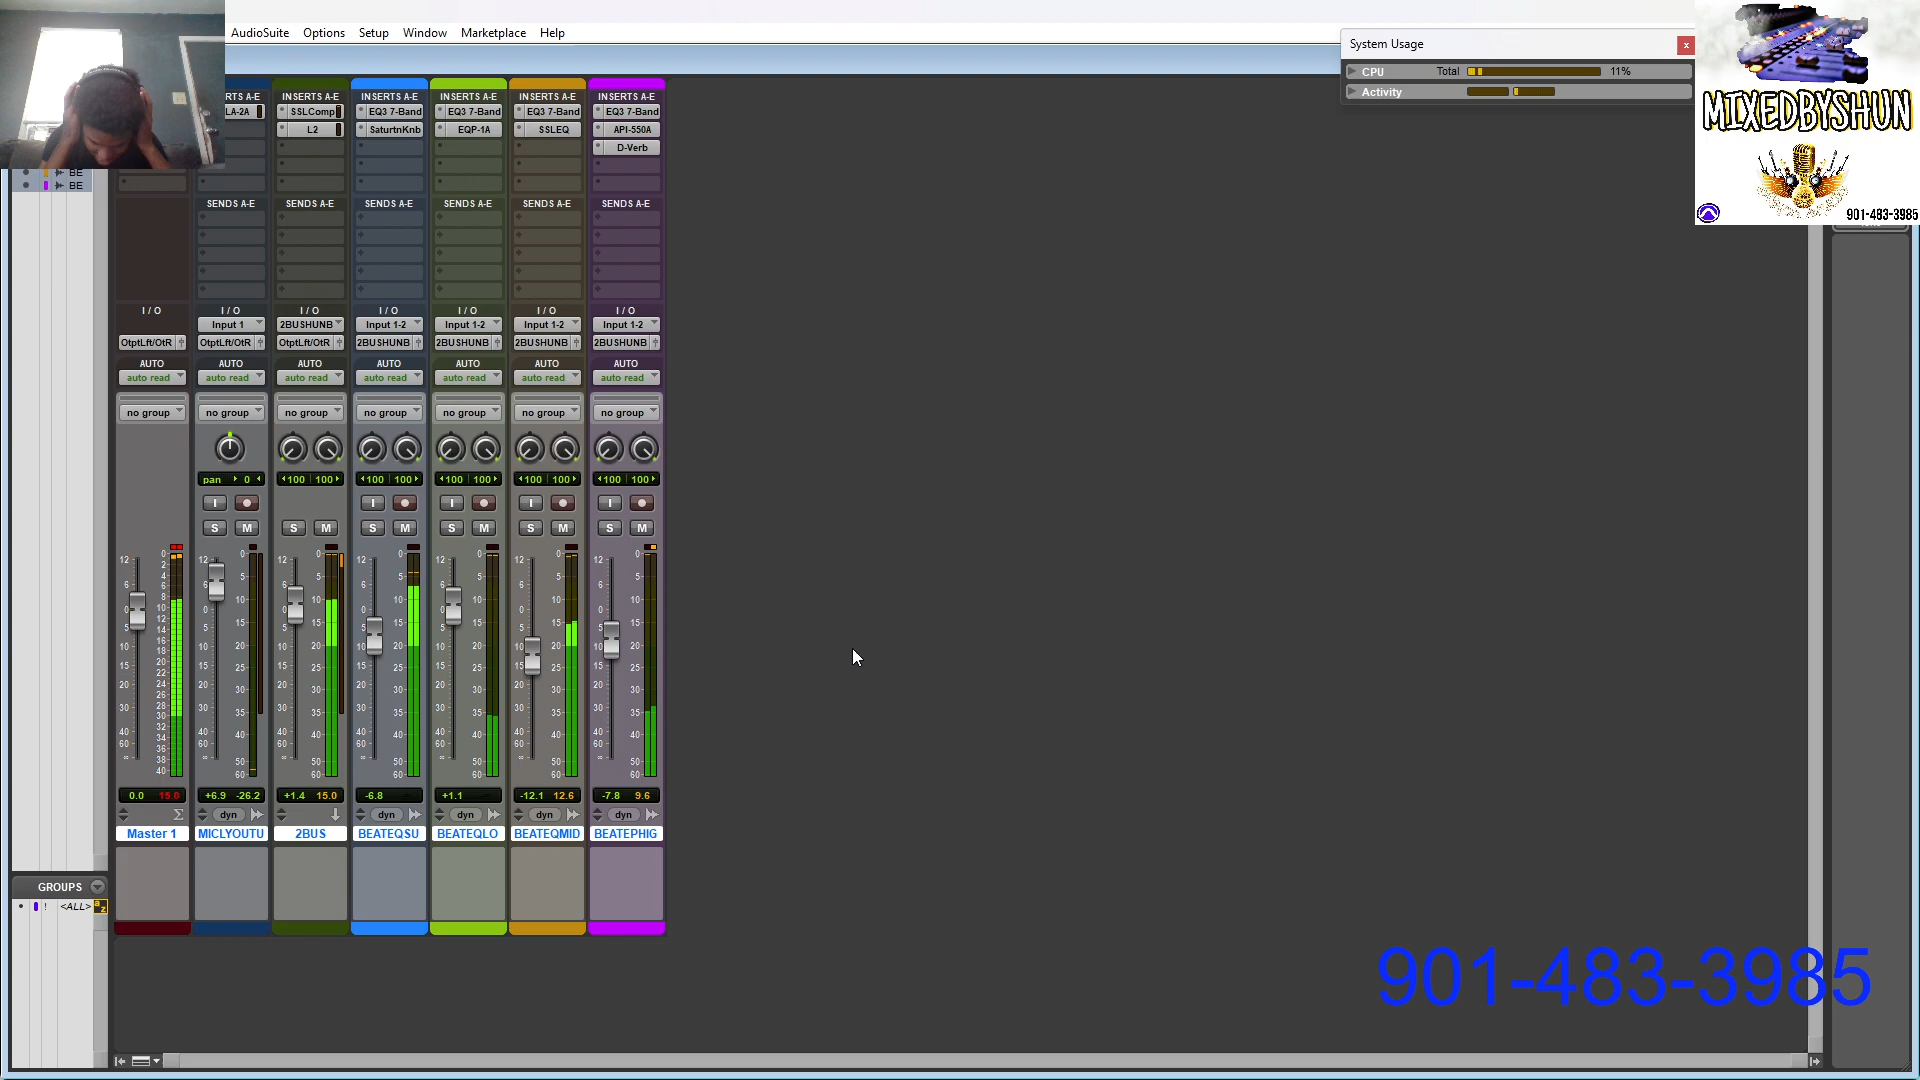 AudioSuite Options Setup Window Marketplace Help
System Usage
CPU Total 11%
Activity
MIXEDBYSHUN
901-483-3985
INSERTS A-E INSERTS A-E INSERTS A-E INSERTS A-E INSERTS A-E
LA-2A SSLComp EQ3 7-Band EQ3 7-Band EQ3 7-Band EQ3 7-Band
L2 SaturtnKnb EQP-1A SSLEQ API-550A
D-Verb
BE
BE
SENDS A-E SENDS A-E SENDS A-E SENDS A-E SENDS A-E SENDS A-E
I / O I / O I / O I / O I / O I / O I / O
Input 1 2BUSHUNB Input 1-2 Input 1-2 Input 1-2 Input 1-2
OtptLft/OtR OtptLft/OtR OtptLft/OtR 2BUSHUNB 2BUSHUNB 2BUSHUNB 2BUSHUNB
AUTO AUTO AUTO AUTO AUTO AUTO AUTO
auto read auto read auto read auto read auto read auto read auto read
no group no group no group no group no group no group no group
pan 0 100 100 100 100 100 100 100 100 100 100
I I I I I
S M S M S M S M S M S M
0.0 15.0 +6.9 -26.2 +1.4 15.0 -6.8 +1.1 -12.1 12.6 -7.8 9.6
dyn dyn dyn dyn dyn
Master 1 MICLYOUTU 2BUS BEATEQSU BEATEQLO BEATEQMID BEATEPHIG
GROUPS
! <ALL> a z
901-483-3985